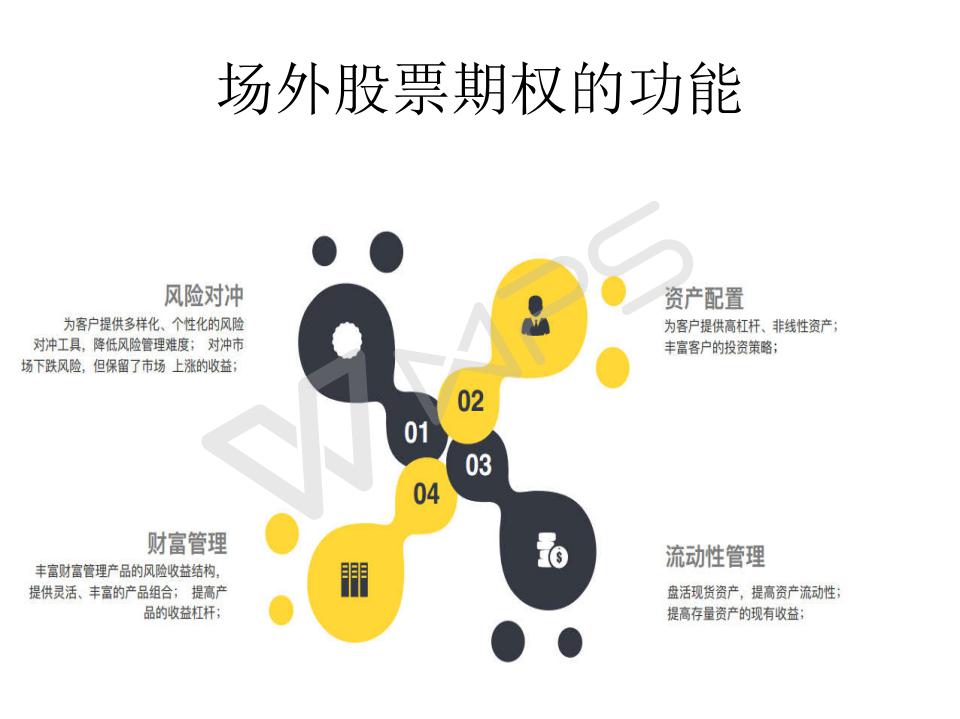 场外股票期权的功能
风险对冲
为客户提供多样化、个性化的风险
对冲工具，降低风险管理难度； 对冲市
场下跌风险，但保留了市场 上涨的收益；
资产配置
为客户提供高杠杆、非线性资产；
丰富客户的投资策略；
01
02
03
04
财富管理
丰富财富管理产品的风险收益结构，
提供灵活、丰富的产品组合； 提高产
品的收益杠杆；
流动性管理
盘活现货资产，提高资产流动性；
提高存量资产的现有收益；
$
WPS